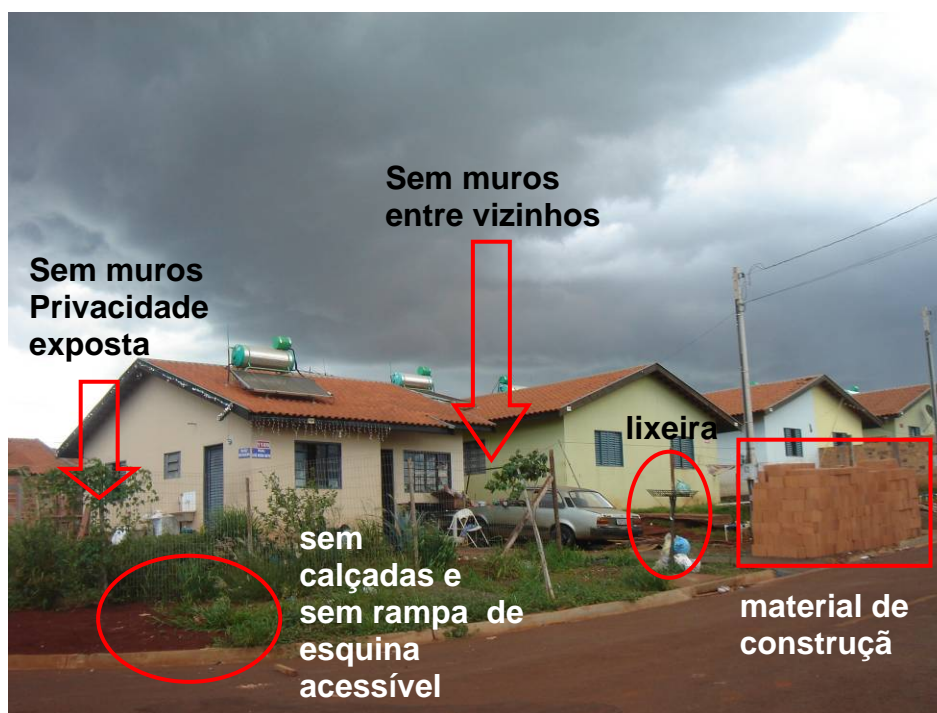 Sem muros
entre vizinhos
Sem muros
Privacidade
exposta
lixeira
sem
calçadas e
sem rampa de
esquina
acessível
material de
construçã